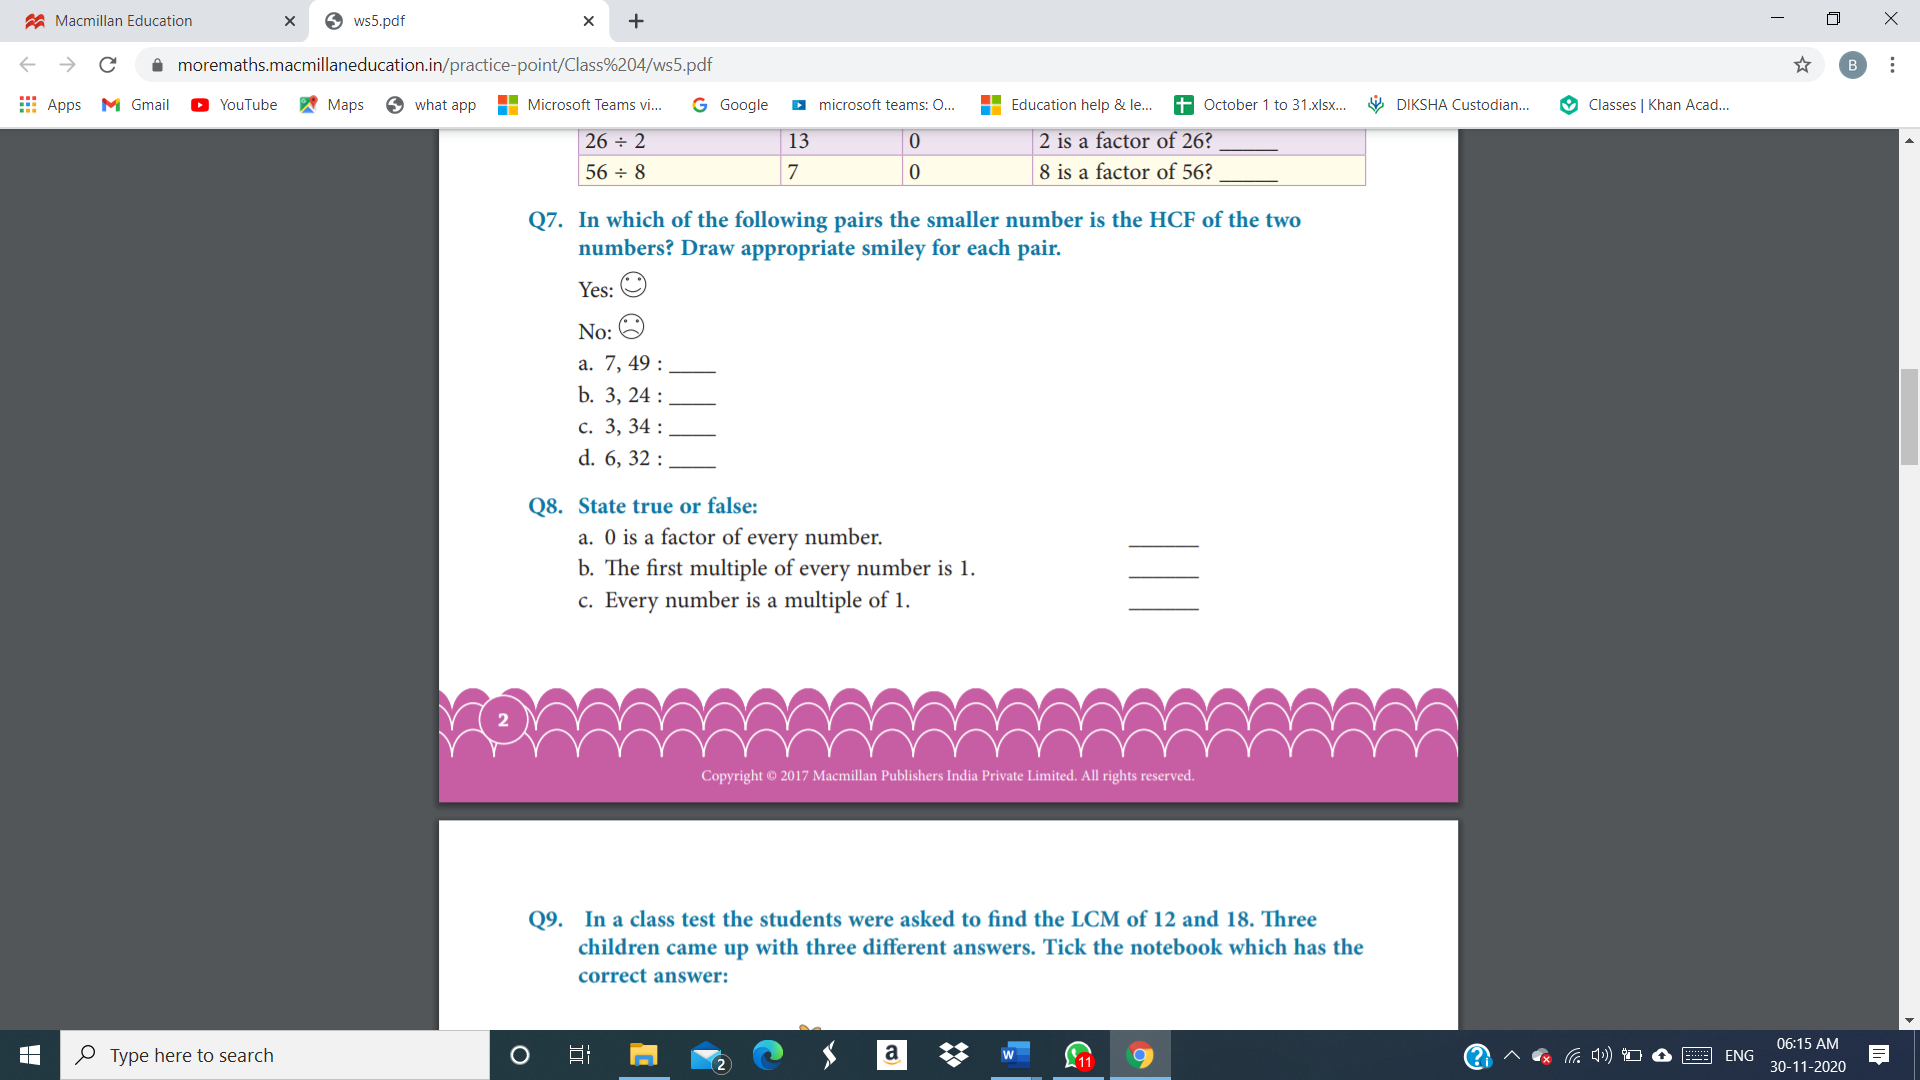 Macmillan Education
ws5.pdf
moremaths.macmillaneducation.in/practice-point/Class%204/ws5.pdf
B
Apps Gmail YouTube Maps what app Microsoft Teams vi... Google microsoft teams: O... Education help & le... October 1 to 31.xlsx... DIKSHA Custodian... Classes | Khan Acad...
26 ÷ 2 13 0 2 is a factor of 26? _____
56 ÷ 8 7 0 8 is a factor of 56? _____
Q7. In which of the following pairs the smaller number is the HCF of the two
numbers? Draw appropriate smiley for each pair.
Yes:
No:
a. 7, 49 : ____
b. 3, 24 : ____
c. 3, 34 : ____
d. 6, 32 : ____
Q8. State true or false:
a. 0 is a factor of every number. ______
b. The first multiple of every number is 1. ______
c. Every number is a multiple of 1. ______
2
Copyright © 2017 Macmillan Publishers India Private Limited. All rights reserved.
Q9. In a class test the students were asked to find the LCM of 12 and 18. Three
children came up with three different answers. Tick the notebook which has the
correct answer:
Type here to search
2
a
W
11
ENG
06:15 AM
30-11-2020